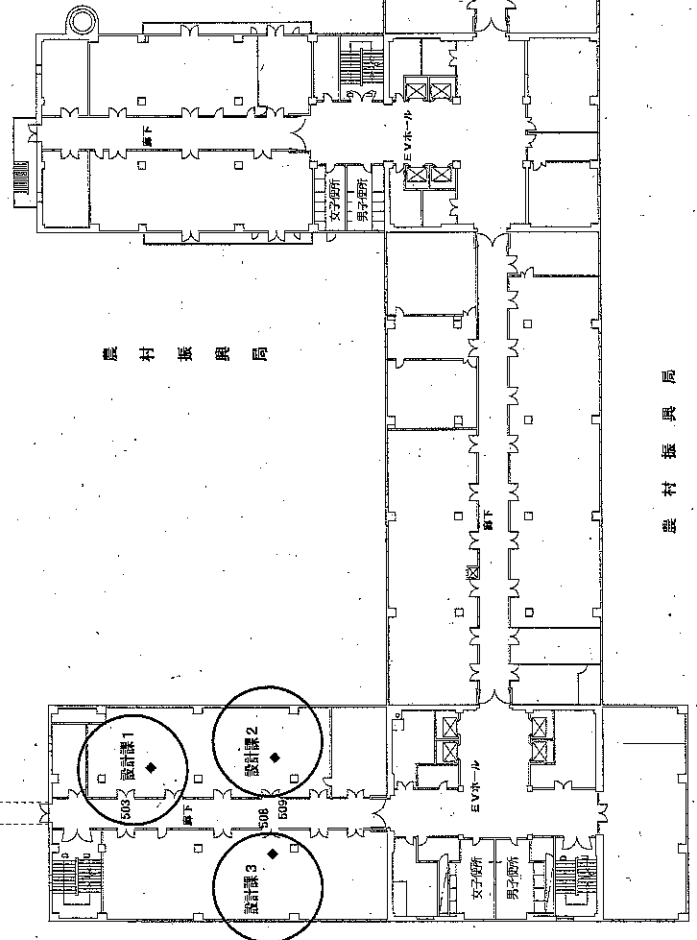 廊下
EVホール
女子便所
男子便所
農村振興局
農村振興局
廊下
設計課1
設計課2
503
廊下
508
509
設計課3
EVホール
女子便所
男子便所